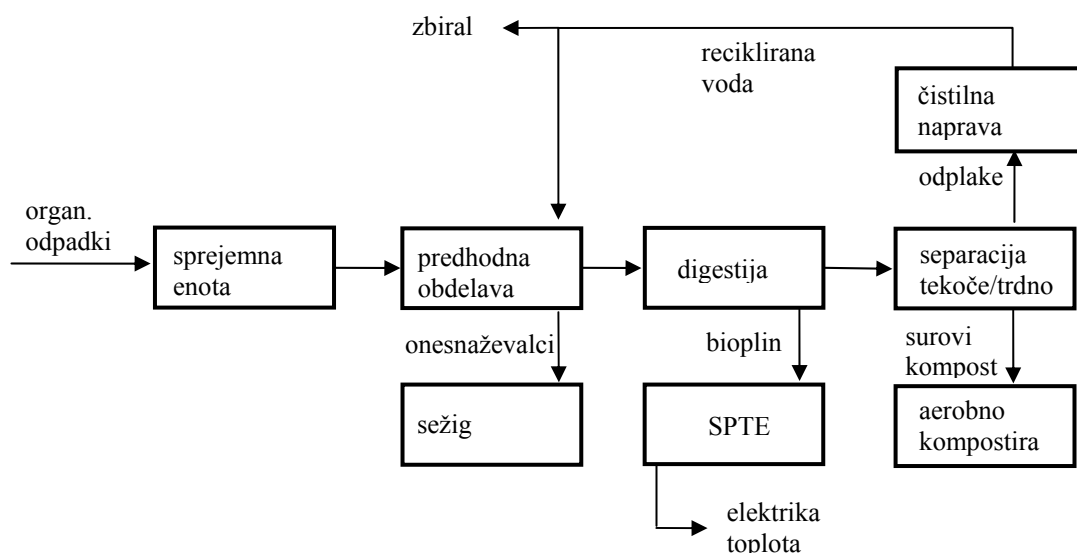 zbiral
reciklirana
voda
čistilna
naprava
odplake
organ.
odpadki
sprejemna
enota
predhodna
obdelava
digestija
separacija
tekoče/trdno
onesnaževalci
bioplin
surovi
kompost
sežig
SPTE
aerobno
kompostira
elektrika
toplota